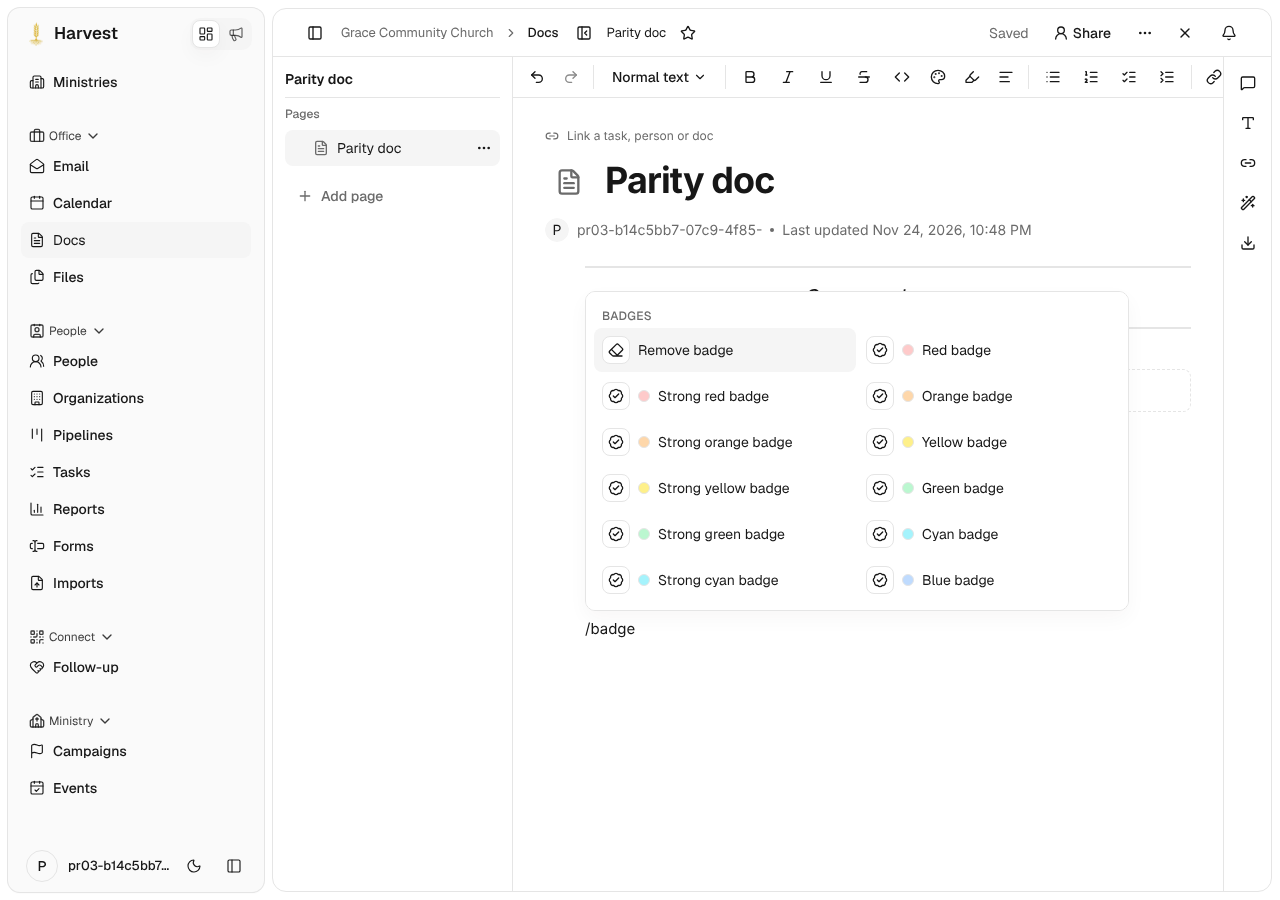 Harvest
Ministries
Office
Email
Calendar
Docs
Files
People
People
Organizations
Pipelines
Tasks
Reports
Forms
Imports
Connect
Follow-up
Ministry
Campaigns
Events
P pr03-b14c5bb7...
Grace Community Church > Docs Parity doc
Saved Share
Parity doc
Pages
Parity doc
Add page
Normal text
Link a task, person or doc
Parity doc
P pr03-b14c5bb7-07c9-4f85- • Last updated Nov 24, 2026, 10:48 PM
BADGES
Remove badge Red badge
Strong red badge Orange badge
Strong orange badge Yellow badge
Strong yellow badge Green badge
Strong green badge Cyan badge
Strong cyan badge Blue badge
/badge